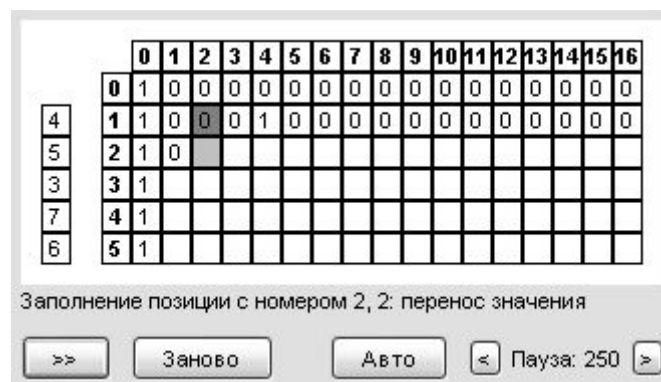 0 1 2 3 4 5 6 7 8 9 10 11 12 13 14 15 16
0 1 0 0 0 0 0 0 0 0 0 0 0 0 0 0 0 0
4 1 1 0 0 0 1 0 0 0 0 0 0 0 0 0 0 0 0
5 2 1 0
3 3 1
7 4 1
6 5 1
Заполнение позиции с номером 2, 2: перенос значения
>> Заново Авто < Пауза: 250 >